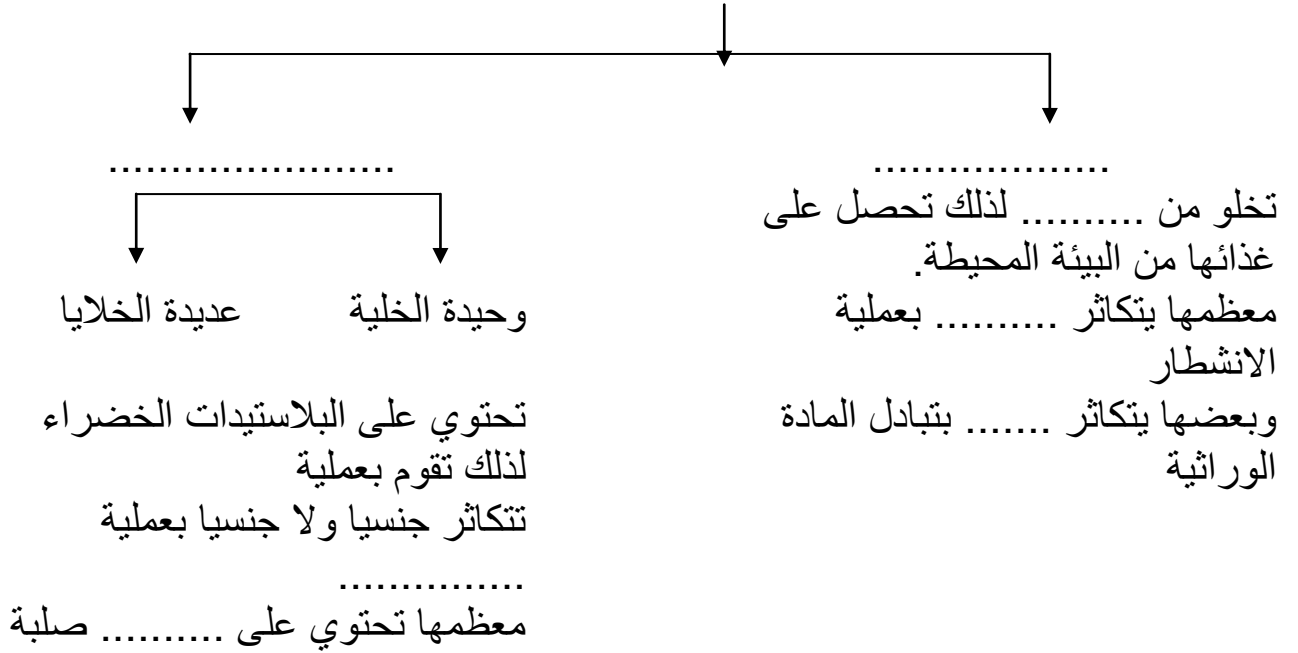 ...................
تخلو من .......... لذلك تحصل على
غذائها من البيئة المحيطة.
معظمها يتكاثر .......... بعملية
الانشطار
وبعضها يتكاثر ....... بتبادل المادة
الوراثية
.......................
وحيدة الخلية عديدة الخلايا
تحتوي على البلاستيدات الخضراء
لذلك تقوم بعملية
تتكاثر جنسيا ولا جنسيا بعملية
...............
معظمها تحتوي على .......... صلبة